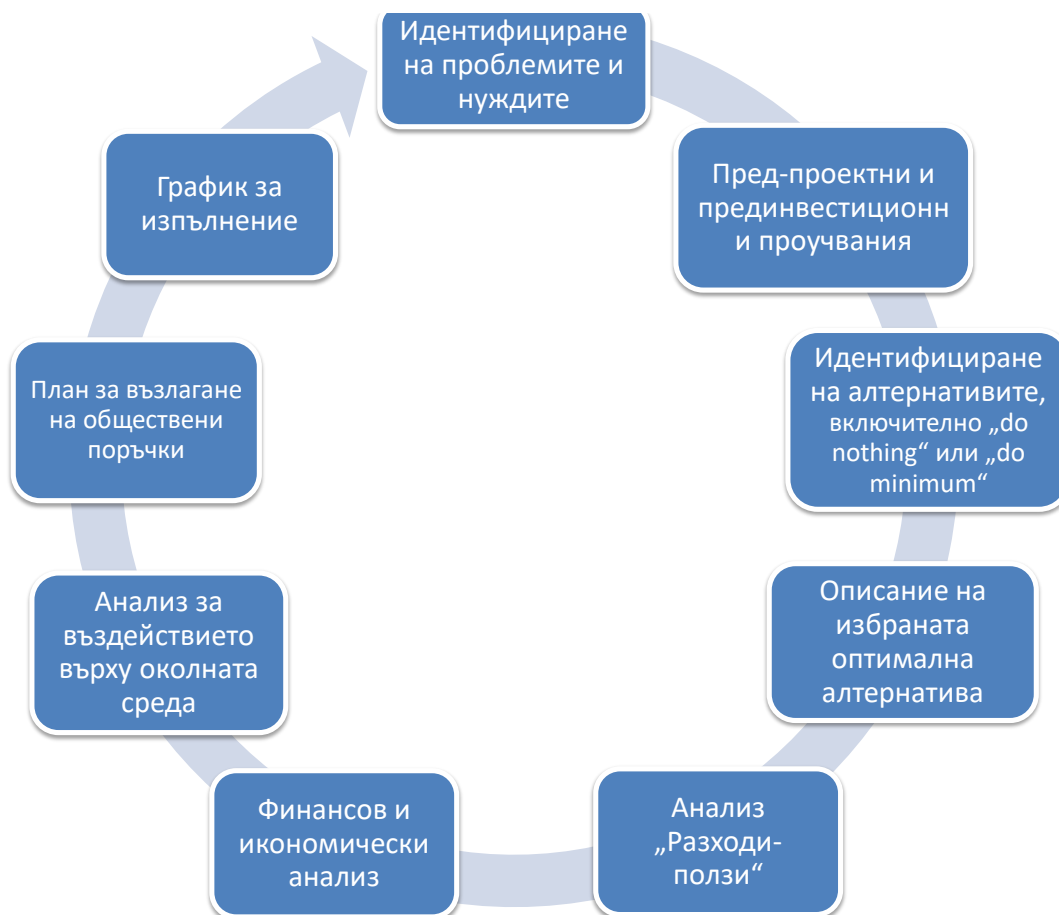 Идентифициране
на проблемите и
нуждите
Пред-проектни и
прединвестиционн
и проучвания
Идентифициране
на алтернативите,
включително „do
nothing“ или „do
minimum“
Описание на
избраната
оптимална
алтернатива
Анализ
„Разходи-
ползи“
Финансов и
икономически
анализ
Анализ за
въздействието
върху околната
среда
План за възлагане
на обществени
поръчки
График за
изпълнение